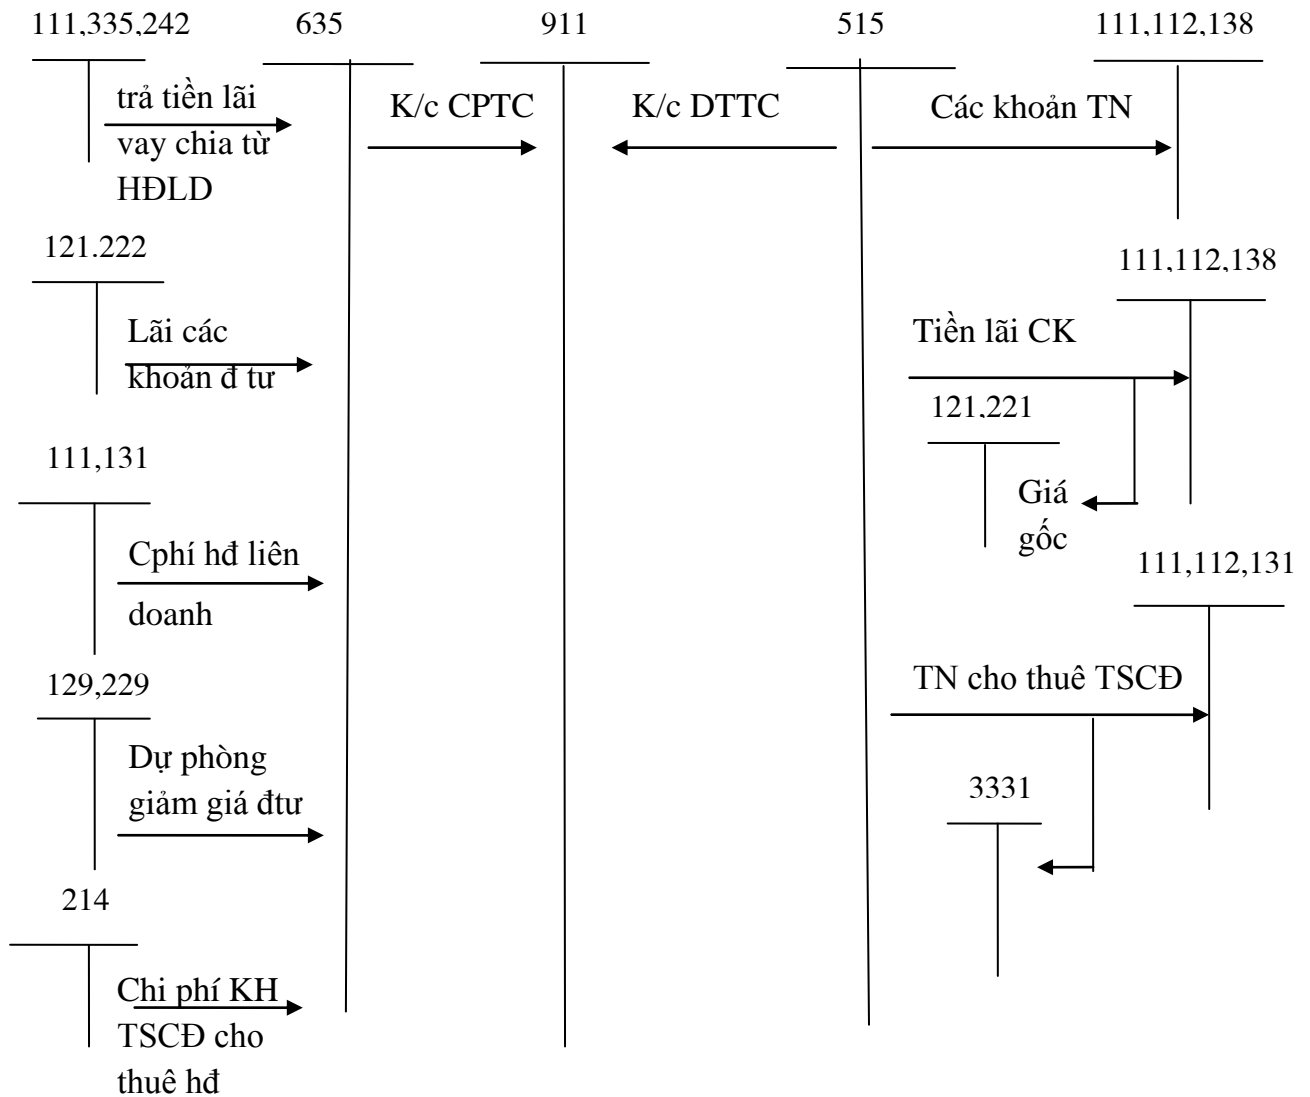 111,335,242
635
911
515
111,112,138
trả tiền lãi
vay chia từ
HĐLD
K/c CPTC
K/c DTTC
Các khoản TN
121.222
Lãi các
khoản đ tư
111,112,138
Tiền lãi CK
121,221
Giá
gốc
111,131
Cphí hđ liên
doanh
111,112,131
TN cho thuê TSCĐ
3331
129,229
Dự phòng
giảm giá đtư
214
Chi phí KH
TSCĐ cho
thuê hđ